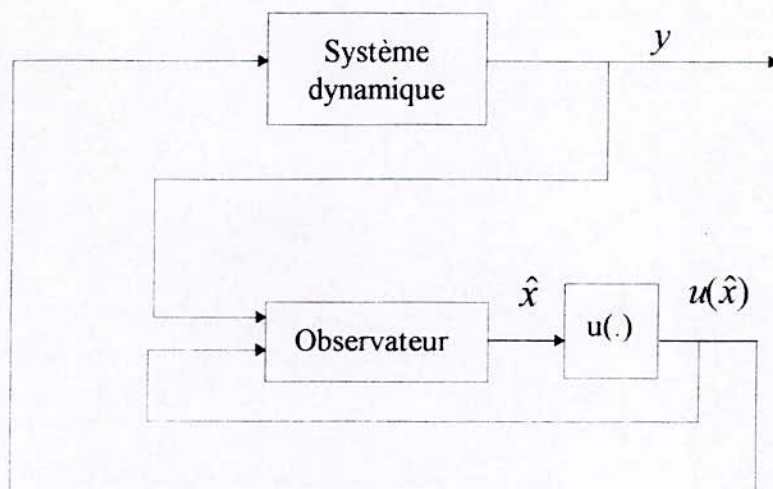 Système
dynamique
y
Observateur
x̂
u(.)
u(x̂)